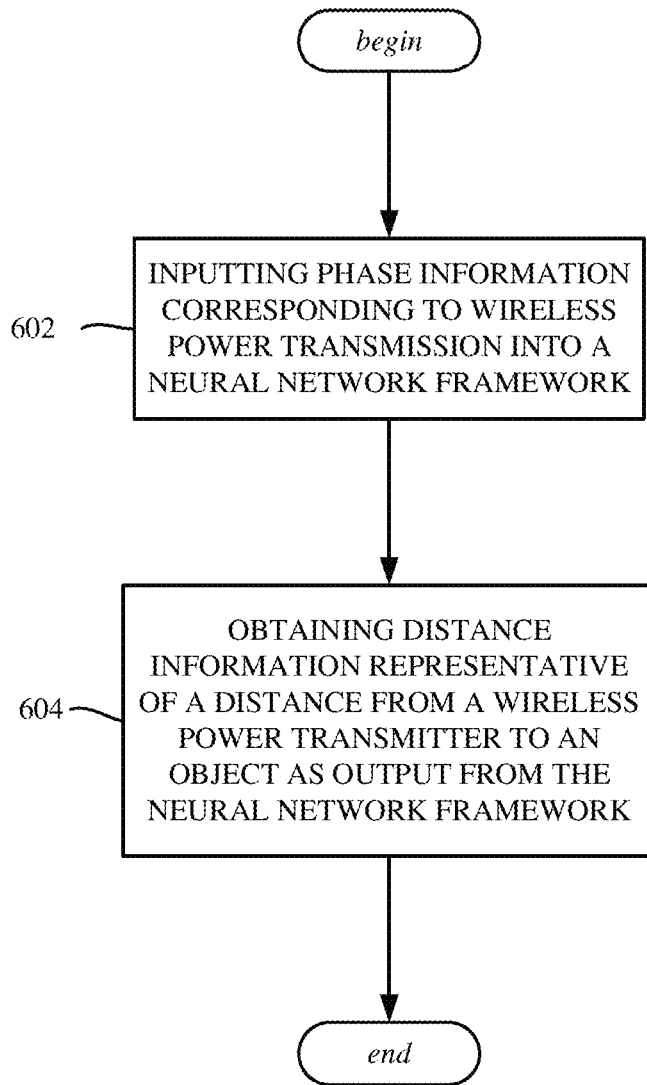 begin
602
INPUTTING PHASE INFORMATION
CORRESPONDING TO WIRELESS
POWER TRANSMISSION INTO A
NEURAL NETWORK FRAMEWORK
604
OBTAINING DISTANCE
INFORMATION REPRESENTATIVE
OF A DISTANCE FROM A WIRELESS
POWER TRANSMITTER TO AN
OBJECT AS OUTPUT FROM THE
NEURAL NETWORK FRAMEWORK
end